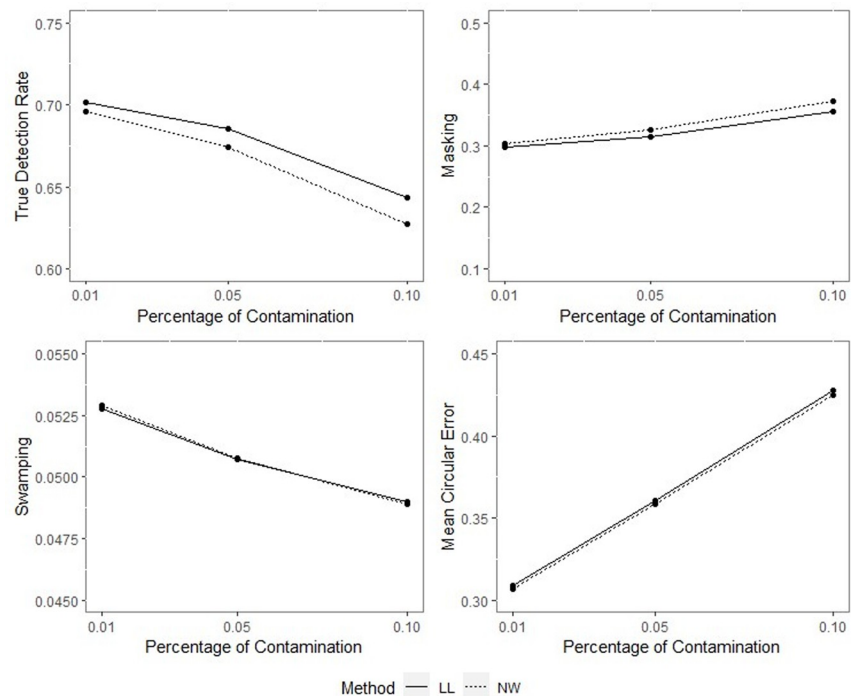 True Detection Rate
0.75
0.70
0.65
0.60
0.01 0.05 0.10
Percentage of Contamination
Masking
0.5
0.4
0.3
0.2
0.1
0.01 0.05 0.10
Percentage of Contamination
Swamping
0.0550
0.0525
0.0500
0.0475
0.0450
0.01 0.05 0.10
Percentage of Contamination
Mean Circular Error
0.45
0.40
0.35
0.30
0.01 0.05 0.10
Percentage of Contamination
Method LL NW